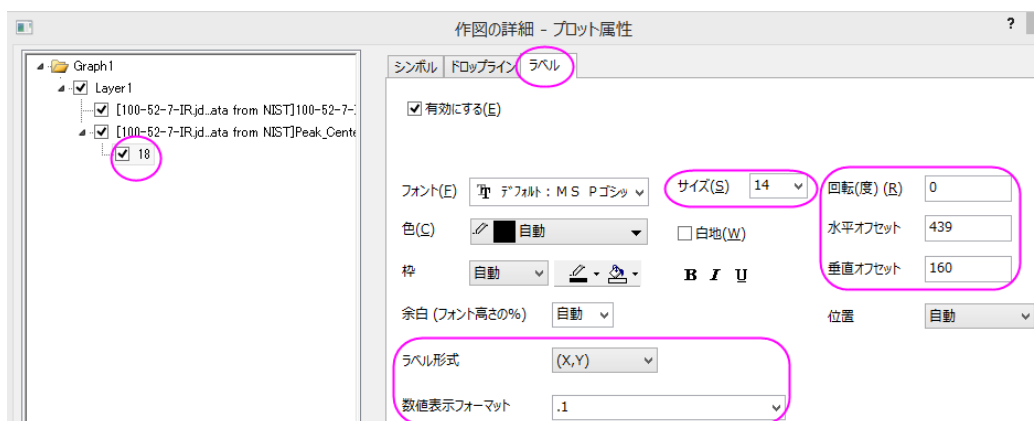 作図の詳細 - プロット属性
?
Graph1
Layer1
[100-52-7-IR.jd...ata from NIST]100-52-7-
[100-52-7-IR.jd...ata from NIST]Peak_Cente
18
シンボル ドロップライン ラベル
有効にする(E)
フォント(F) デフォルト: MS Pゴシッ サイズ(S) 14 回転(度) (R) 0
色(C) 自動 白地(W) 水平オフセット 439
枠 自動 B I U 垂直オフセット 160
余白 (フォント高さの%) 自動 位置 自動
ラベル形式 (X,Y)
数値表示フォーマット .1